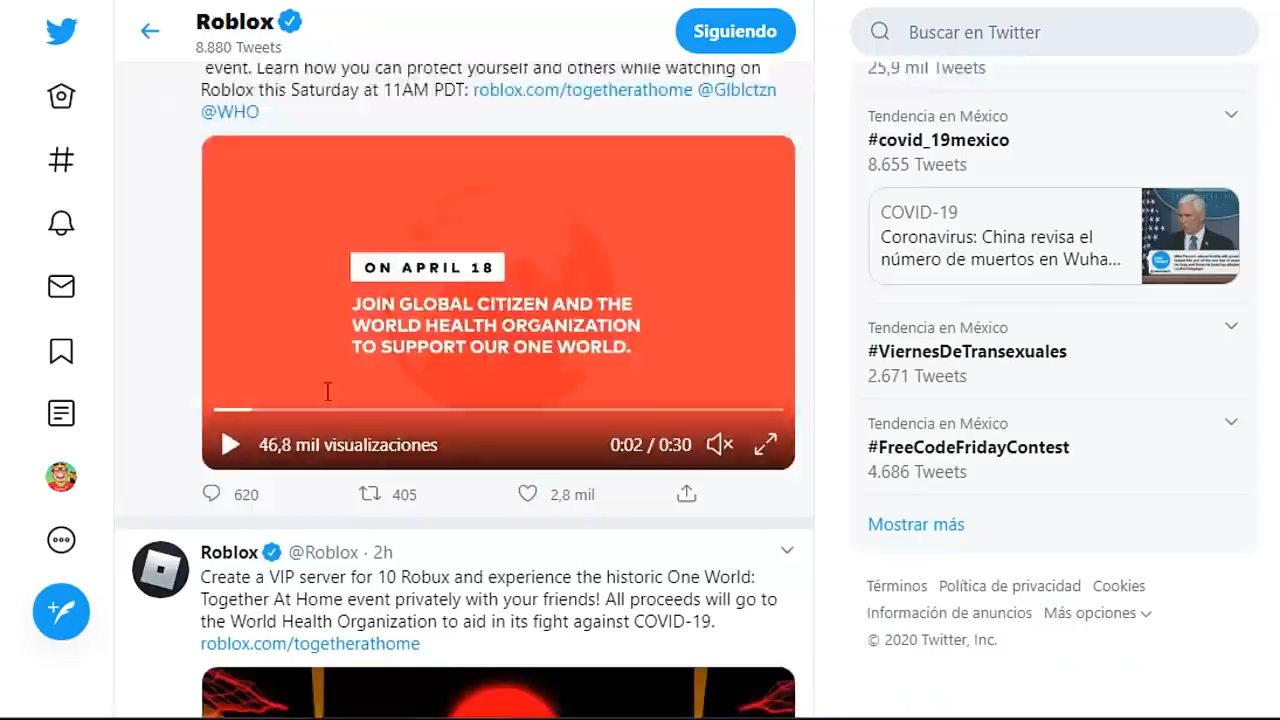 Roblox
8.880 Tweets
Siguiendo
event. Learn how you can protect yourself and others while watching on
Roblox this Saturday at 11AM PDT: roblox.com/togetherathome @Glblctzn
@WHO
ON APRIL 18
JOIN GLOBAL CITIZEN AND THE
WORLD HEALTH ORGANIZATION
TO SUPPORT OUR ONE WORLD.
46,8 mil visualizaciones
0:02 / 0:30
620
405
2,8 mil
Roblox @Roblox · 2h
Create a VIP server for 10 Robux and experience the historic One World:
Together At Home event privately with your friends! All proceeds will go to
the World Health Organization to aid in its fight against COVID-19.
roblox.com/togetherathome
Buscar en Twitter
25,9 mil Tweets
Tendencia en México
#covid_19mexico
8.655 Tweets
COVID-19
Coronavirus: China revisa el
número de muertos en Wuha...
Tendencia en México
#ViernesDeTransexuales
2.671 Tweets
Tendencia en México
#FreeCodeFridayContest
4.686 Tweets
Mostrar más
Términos Política de privacidad Cookies
Información de anuncios Más opciones
© 2020 Twitter, Inc.